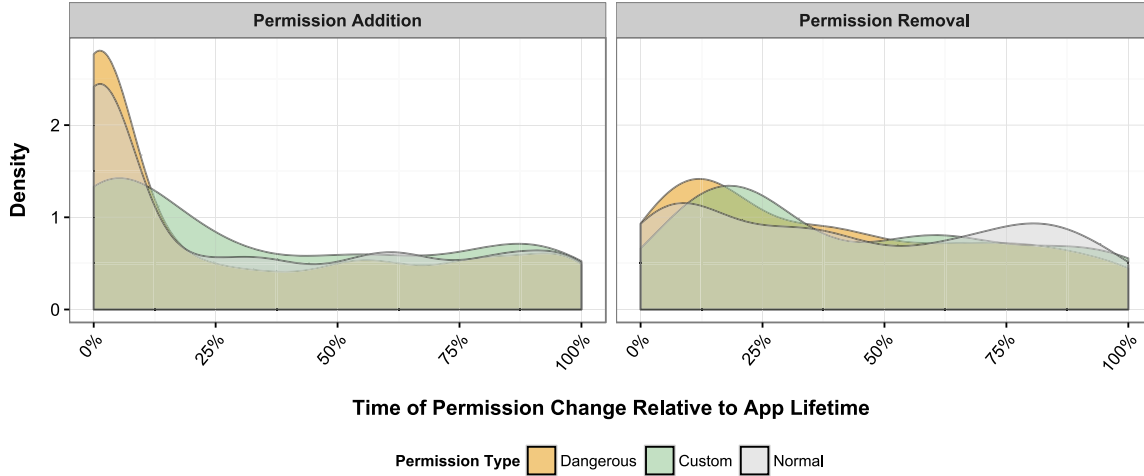 Permission Addition
Permission Removal
Density
2
1
0
0%
25%
50%
75%
100%
0%
25%
50%
75%
100%
Time of Permission Change Relative to App Lifetime
Permission Type Dangerous Custom Normal